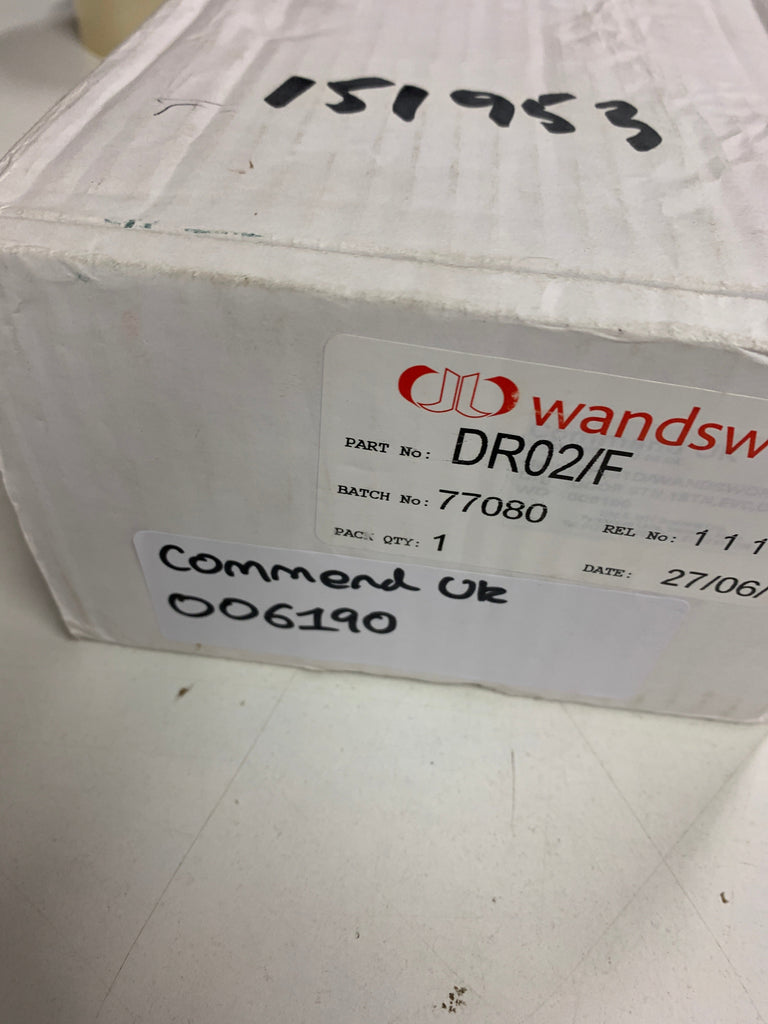 151953
wandsw
PART No: DR02/F
BATCH No: 77080
REL No: 111
PACK QTY: 1
DATE: 27/06/
Commend UK
006190